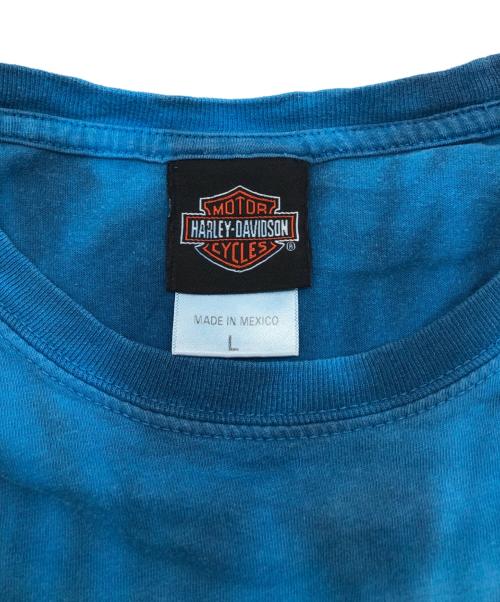 MOTOR
HARLEY-DAVIDSON
CYCLES
®
MADE IN MEXICO
L